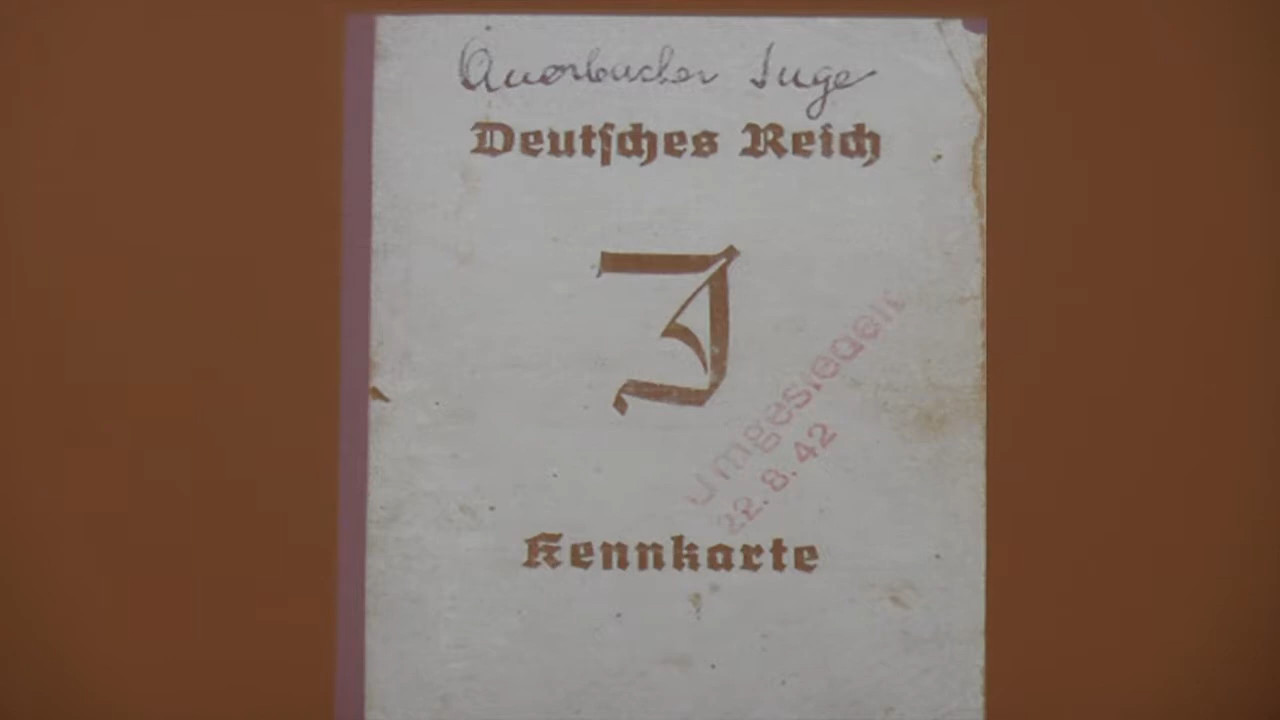 Auerbacher Inge
Deutsches Reich
J
Umgesiedelt
22.8.42
Kennkarte